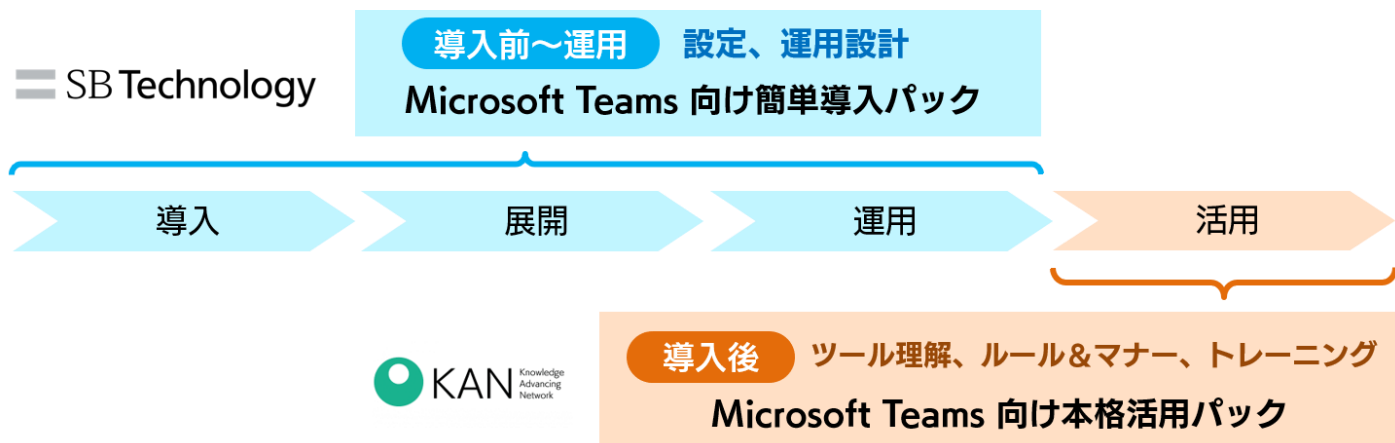 導入前～運用 設定、運用設計
SB Technology
Microsoft Teams 向け簡単導入パック
導入 展開 運用 活用
導入後 ツール理解、ルール＆マナー、トレーニング
KAN Knowledge
Advancing
Network
Microsoft Teams 向け本格活用パック